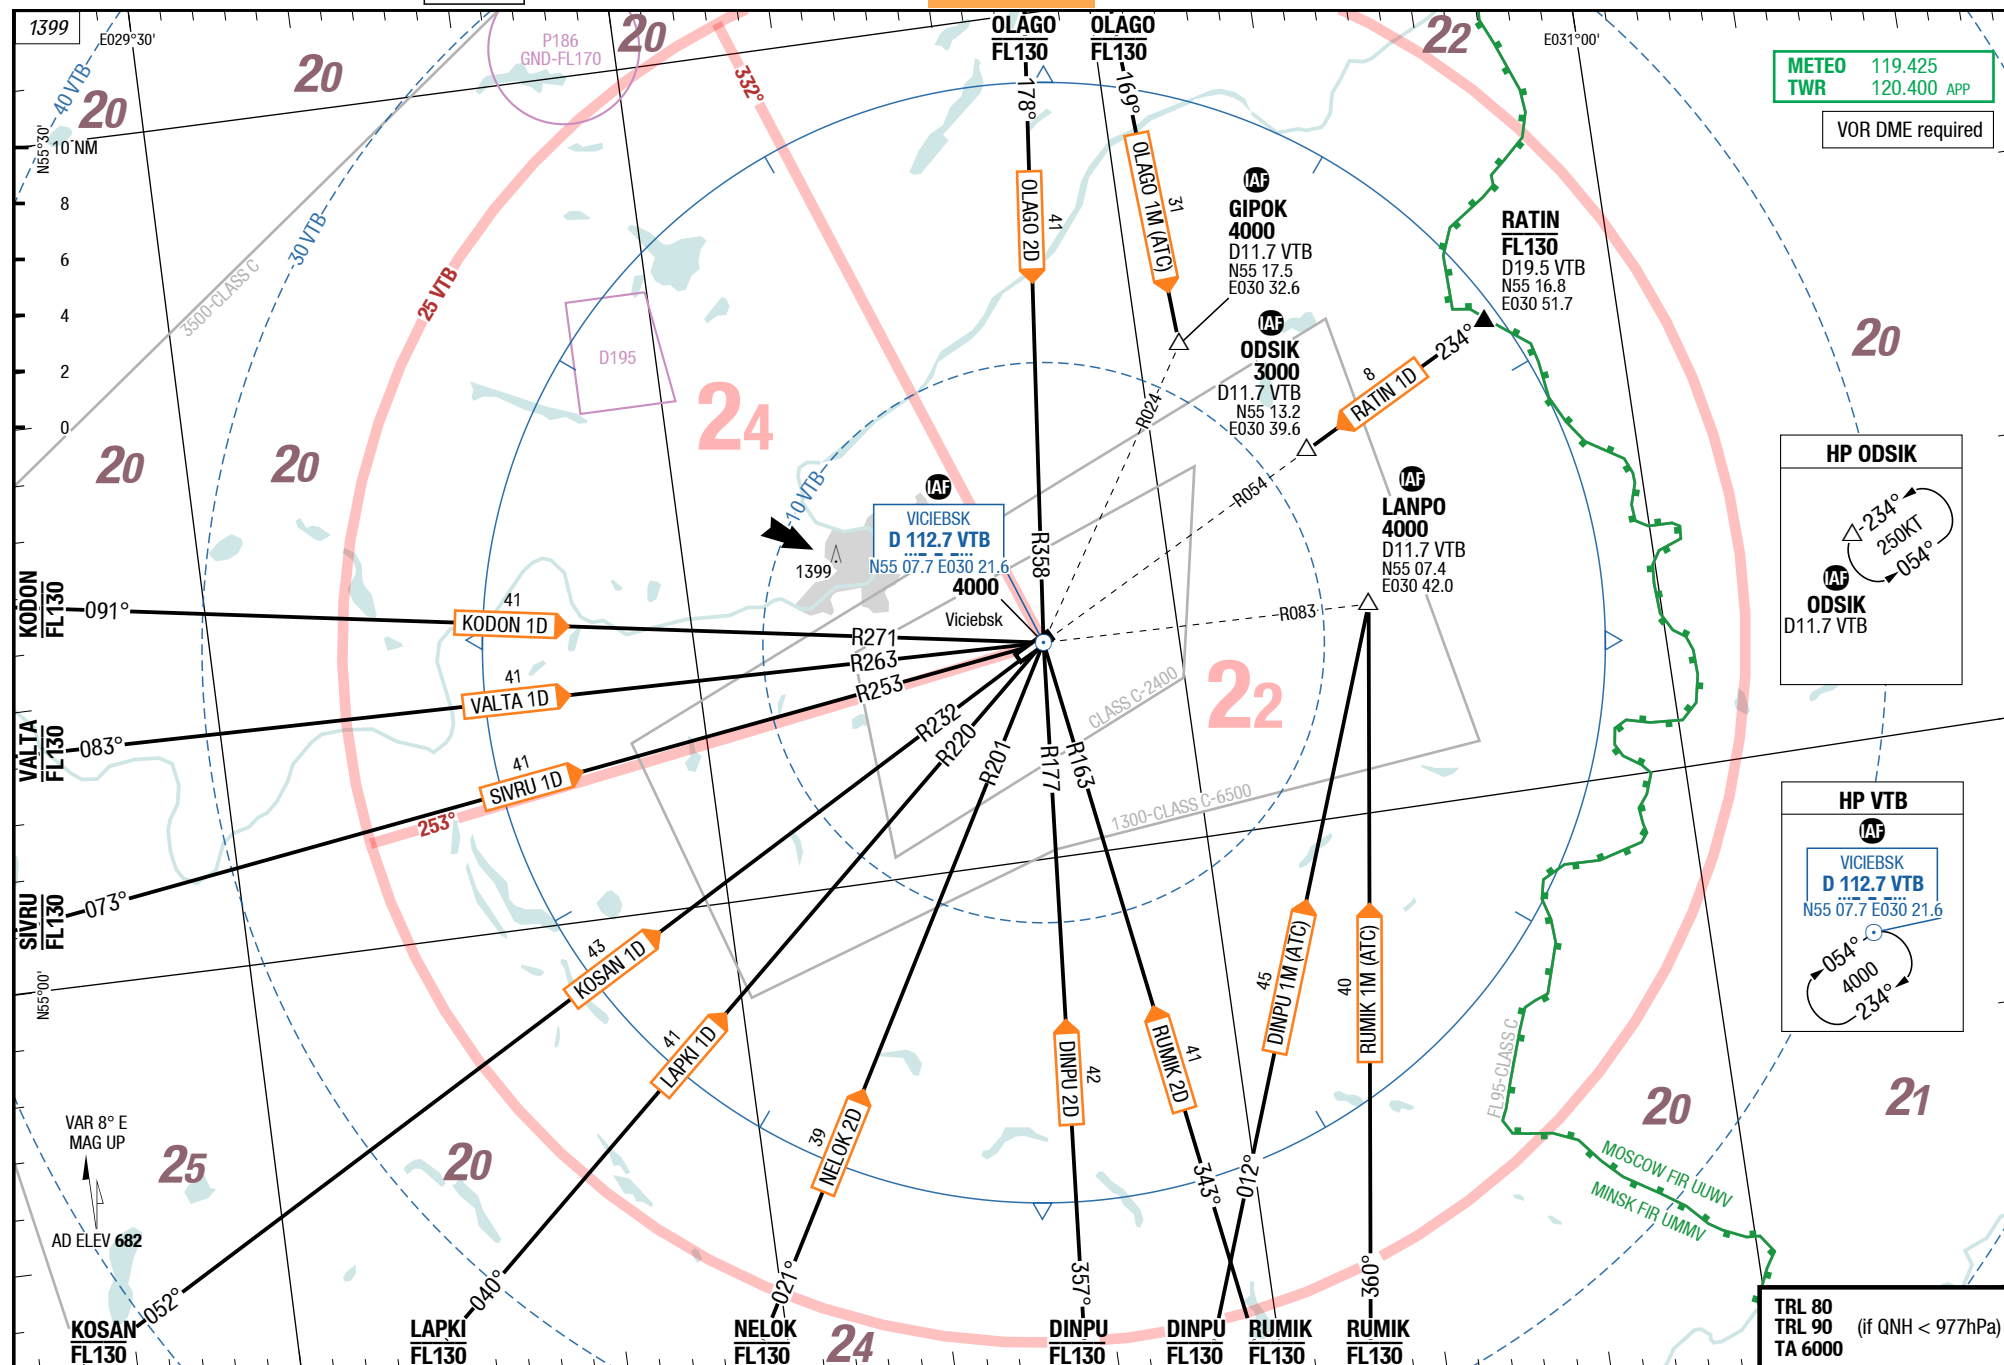 1399
E029°30'
40 VTB
20
20
P186
GND-FL170
20
332°
OLAGO
FL130
OLAGO
FL130
22
E031°00'
METEO 119.425
TWR 120.400 APP
VOR DME required
N55°30'
10 NM
8
6
4
2
0
30 VTB
25 VTB
3500-CLASS C
178°
169°
OLAGO 2D
41
OLAGO 1M (ATC)
31
IAF
GIPOK
4000
D11.7 VTB
N55 17.5
E030 32.6
RATIN
FL130
D19.5 VTB
N55 16.8
E030 51.7
IAF
ODSIK
3000
D11.7 VTB
N55 13.2
E030 39.6
234°
8
RATIN 1D
20
D195
24
20
20
R024
R054
10 VTB
IAF
VICIEBSK
D 112.7 VTB
N55 07.7 E030 21.6
4000
Viciebsk
1399
R358
IAF
LANPO
4000
D11.7 VTB
N55 07.4
E030 42.0
R083
HP ODSIK
234°
250KT
054°
IAF
ODSIK
D11.7 VTB
KODON
FL130
091°
41
KODON 1D
R271
R263
R253
VALTA
FL130
083°
41
VALTA 1D
SIVRU
FL130
073°
41
SIVRU 1D
253°
R232
R220
R201
R177
R163
CLASS C-2400
22
1300-CLASS C-6500
HP VTB
IAF
VICIEBSK
D 112.7 VTB
N55 07.7 E030 21.6
054°
4000
234°
N55°00'
43
KOSAN 1D
41
LAPKI 1D
39
NELOK 2D
DINPU 2D
42
RUMIK 2D
41
45
DINPU 1M (ATC)
40
RUMIK 1M (ATC)
FL95-CLASS C
20
21
MOSCOW FIR UUWV
MINSK FIR UMMV
VAR 8° E
MAG UP
25
20
AD ELEV 682
052°
040°
021°
357°
343°
012°
360°
KOSAN
FL130
LAPKI
FL130
NELOK
FL130
24
DINPU
FL130
DINPU
FL130
RUMIK
FL130
RUMIK
FL130
TRL 80
TRL 90 (if QNH < 977hPa)
TA 6000